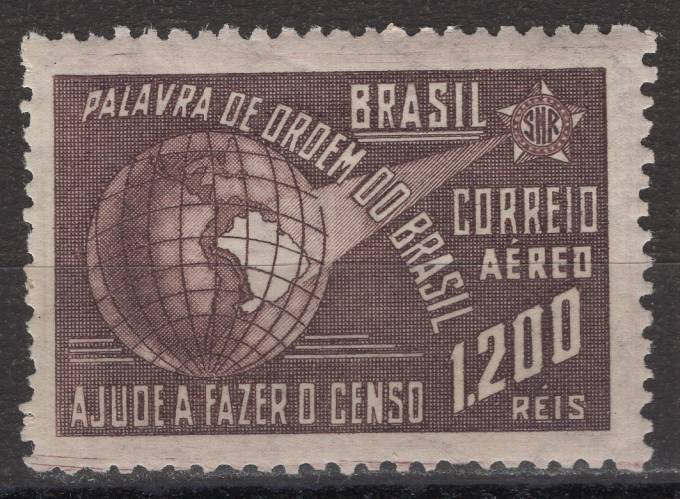 PALAVRA DE ORDEM DO BRASIL
BRASIL
SNR
CORREIO
AÉREO
1.200
RÉIS
AJUDE A FAZER O CENSO